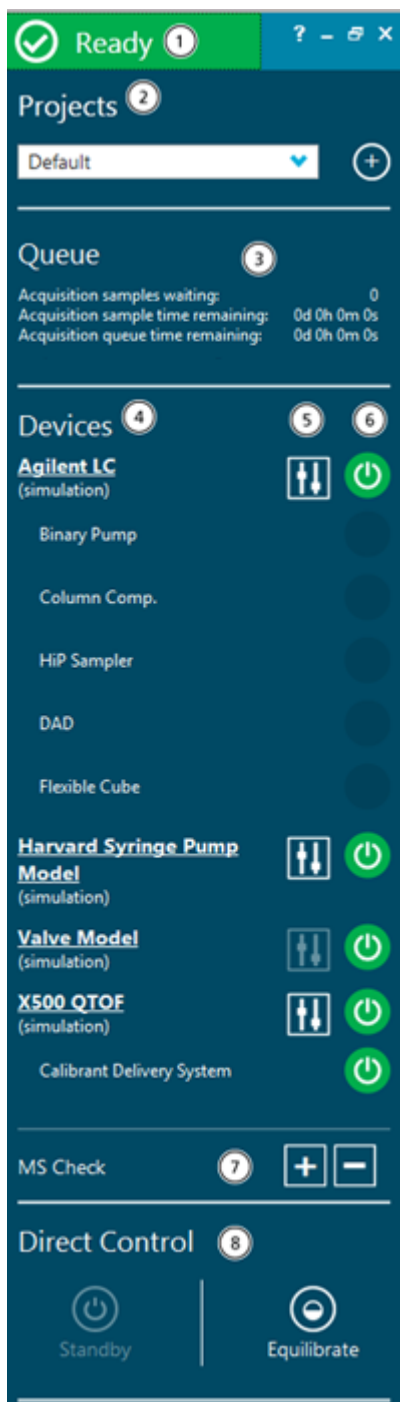 Ready 1 ? – X
Projects 2
Default
Queue 3
Acquisition samples waiting: 0
Acquisition sample time remaining: 0d 0h 0m 0s
Acquisition queue time remaining: 0d 0h 0m 0s
Devices 4 5 6
Agilent LC
(simulation)
Binary Pump
Column Comp.
HiP Sampler
DAD
Flexible Cube
Harvard Syringe Pump
Model
(simulation)
Valve Model
(simulation)
X500 QTOF
(simulation)
Calibrant Delivery System
MS Check 7 + −
Direct Control 8
Standby Equilibrate